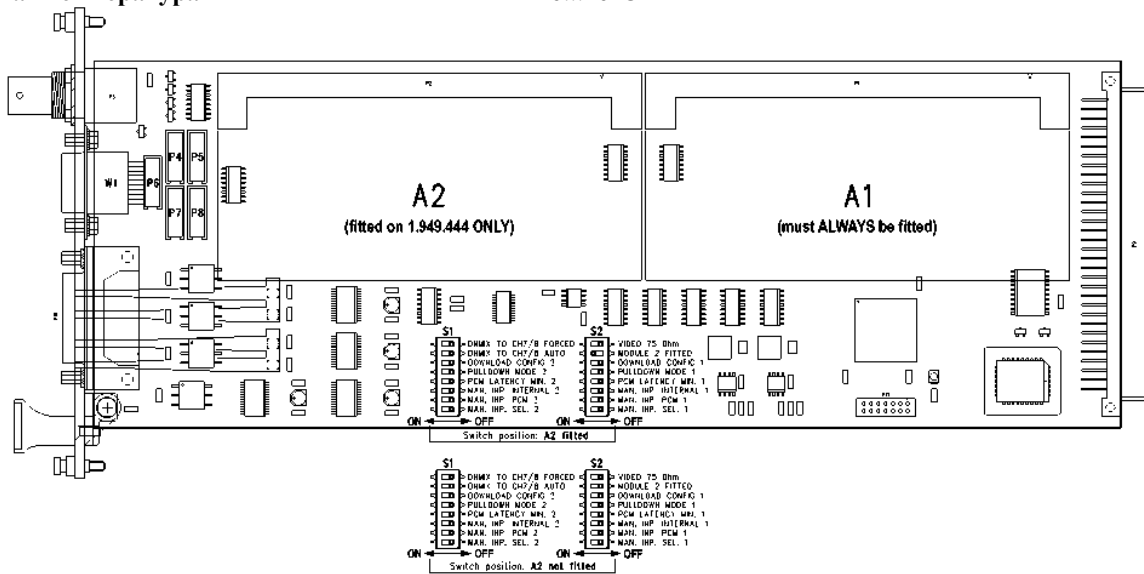 P2
P1
P4 P5
W1 P6
P7 P8
A2
(fitted on 1.949.444 ONLY)
A1
(must ALWAYS be fitted)
S1
DNMIX TO CH7/8 FORCED
DNMIX TO CH7/8 AUTO
DOWNLOAD CONFIG 2
PULLDOWN MODE 2
PCM LATENCY MIN. 2
MAN. INP INTERNAL 2
MAN. INP PCM 2
MAN. INP. SEL. 2
ON OFF
S2
VIDEO 75 Ohm
MODULE 2 FITTED
DOWNLOAD CONFIG 1
PULLDOWN MODE 1
PCM LATENCY MIN. 1
MAN. INP INTERNAL 1
MAN. INP PCM 1
MAN. INP. SEL. 1
ON OFF
Switch position: A2 fitted
S1
DNMIX TO CH7/8 FORCED
DNMIX TO CH7/8 AUTO
DOWNLOAD CONFIG 2
PULLDOWN MODE 2
PCM LATENCY MIN. 2
MAN. INP INTERNAL 2
MAN. INP PCM 2
MAN. INP. SEL. 2
ON OFF
S2
VIDEO 75 Ohm
MODULE 2 FITTED
DOWNLOAD CONFIG 1
PULLDOWN MODE 1
PCM LATENCY MIN. 1
MAN. INP INTERNAL 1
MAN. INP PCM 1
MAN. INP. SEL. 1
ON OFF
Switch position: A2 not fitted